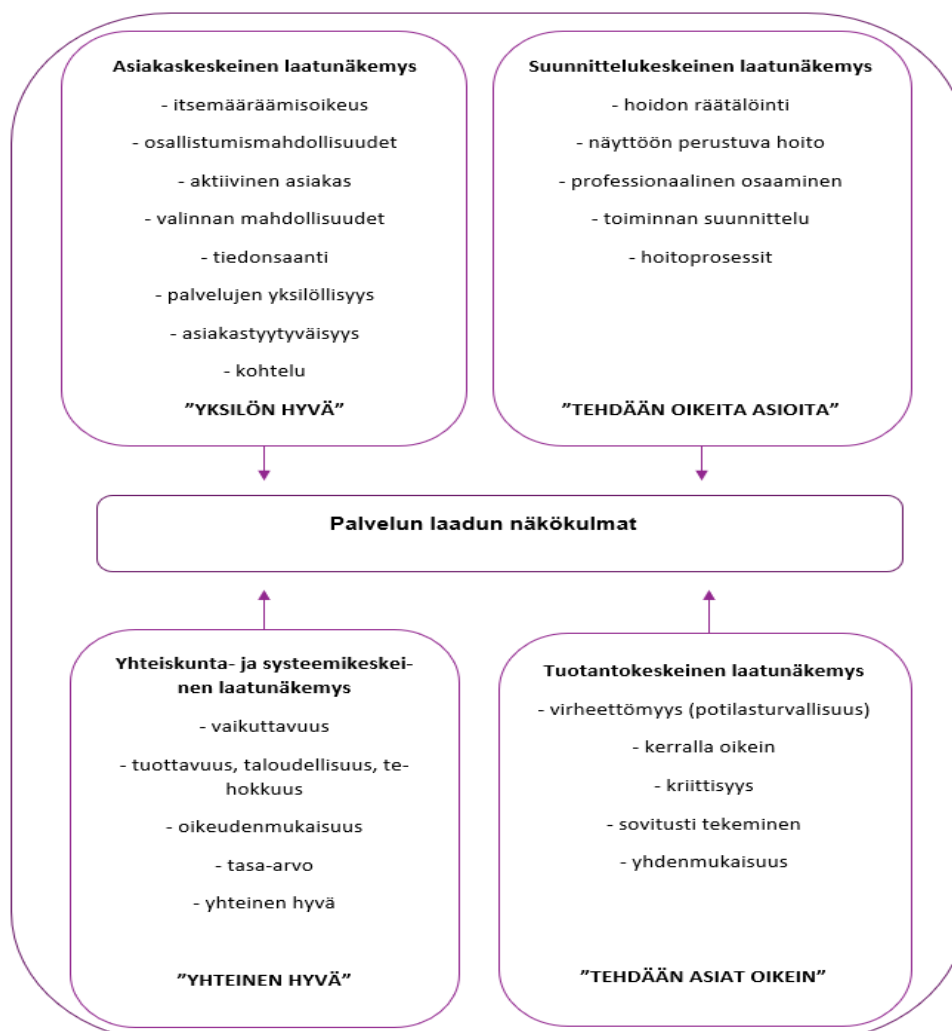 Asiakaskeskeinen laatunäkemys
- itsemääräämisoikeus
- osallistumismahdollisuudet
- aktiivinen asiakas
- valinnan mahdollisuudet
- tiedonsaanti
- palvelujen yksilöllisyys
- asiakastyytyväisyys
- kohtelu
”YKSILÖN HYVÄ”
Suunnittelukeskeinen laatunäkemys
- hoidon räätälöinti
- näyttöön perustuva hoito
- professionaalinen osaaminen
- toiminnan suunnittelu
- hoitoprosessit
”TEHDÄÄN OIKEITA ASIOITA”
Palvelun laadun näkökulmat
Yhteiskunta- ja systeemikeskei-
nen laatunäkemys
- vaikuttavuus
- tuottavuus, taloudellisuus, te-
hokkuus
- oikeudenmukaisuus
- tasa-arvo
- yhteinen hyvä
”YHTEINEN HYVÄ”
Tuotantokeskeinen laatunäkemys
- virheettömyys (potilasturvallisuus)
- kerralla oikein
- kriittisyys
- sovitusti tekeminen
- yhdenmukaisuus
”TEHDÄÄN ASIAT OIKEIN”